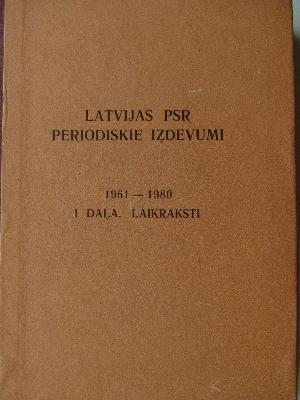 LATVIJAS PSR
PERIODISKIE IZDEVUMI
1961 — 1980
I DAĻA. LAIKRAKSTI